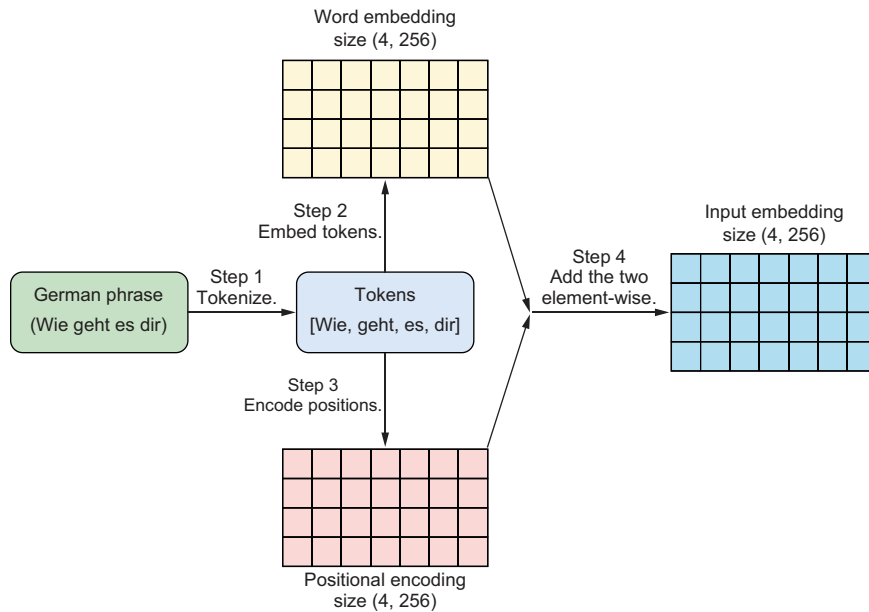 Word embedding
size (4, 256)
Step 2
Embed tokens.
Input embedding
size (4, 256)
Step 4
Add the two
element-wise.
German phrase
(Wie geht es dir)
Step 1
Tokenize.
Tokens
[Wie, geht, es, dir]
Step 3
Encode positions.
Positional encoding
size (4, 256)